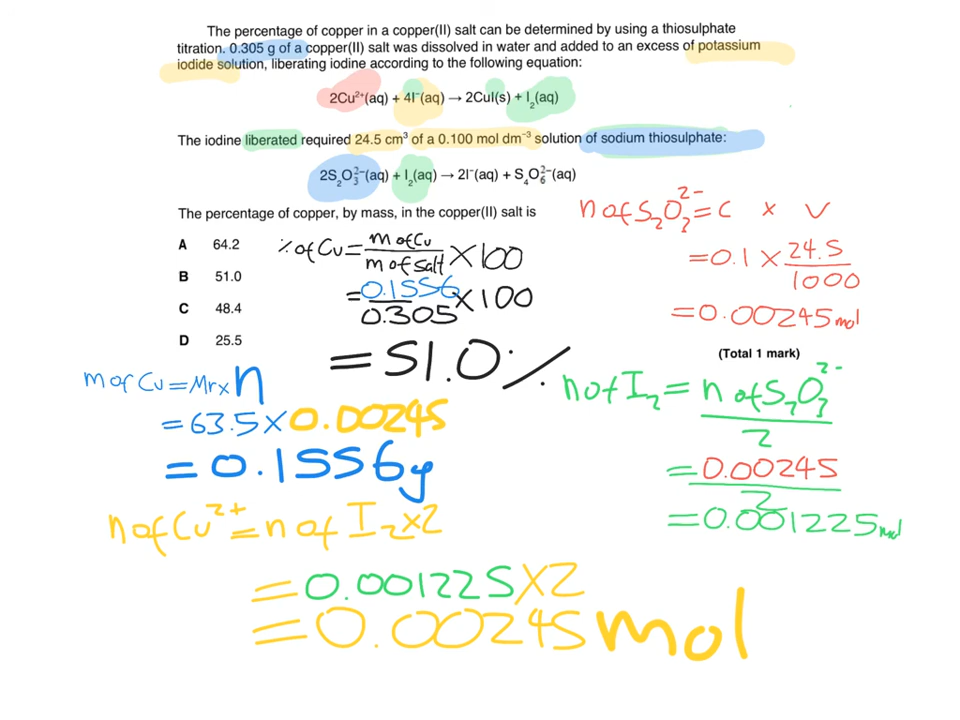 The percentage of copper in a copper(II) salt can be determined by using a thiosulphate
titration. 0.305 g of a copper(II) salt was dissolved in water and added to an excess of potassium
iodide solution, liberating iodine according to the following equation:
2Cu²⁺(aq) + 4I⁻(aq) → 2CuI(s) + I₂(aq)
The iodine liberated required 24.5 cm³ of a 0.100 mol dm⁻³ solution of sodium thiosulphate:
2S₂O₃²⁻(aq) + I₂(aq) → 2I⁻(aq) + S₄O₆²⁻(aq)
The percentage of copper, by mass, in the copper(II) salt is
A 64.2
B 51.0
C 48.4
D 25.5
(Total 1 mark)
n of S₂O₃²⁻ = C × V
= 0.1 × 24.5/1000
= 0.00245 mol
n of I₂ = n of S₂O₃²⁻/2
= 0.00245/2
= 0.001225 mol
n of Cu²⁺ = n of I₂ × 2
= 0.001225 × 2
= 0.00245 mol
m of Cu = Mr × n
= 63.5 × 0.00245
= 0.1556g
% of Cu = m of Cu/m of salt × 100
= 0.1556/0.305 × 100
= 51.0%